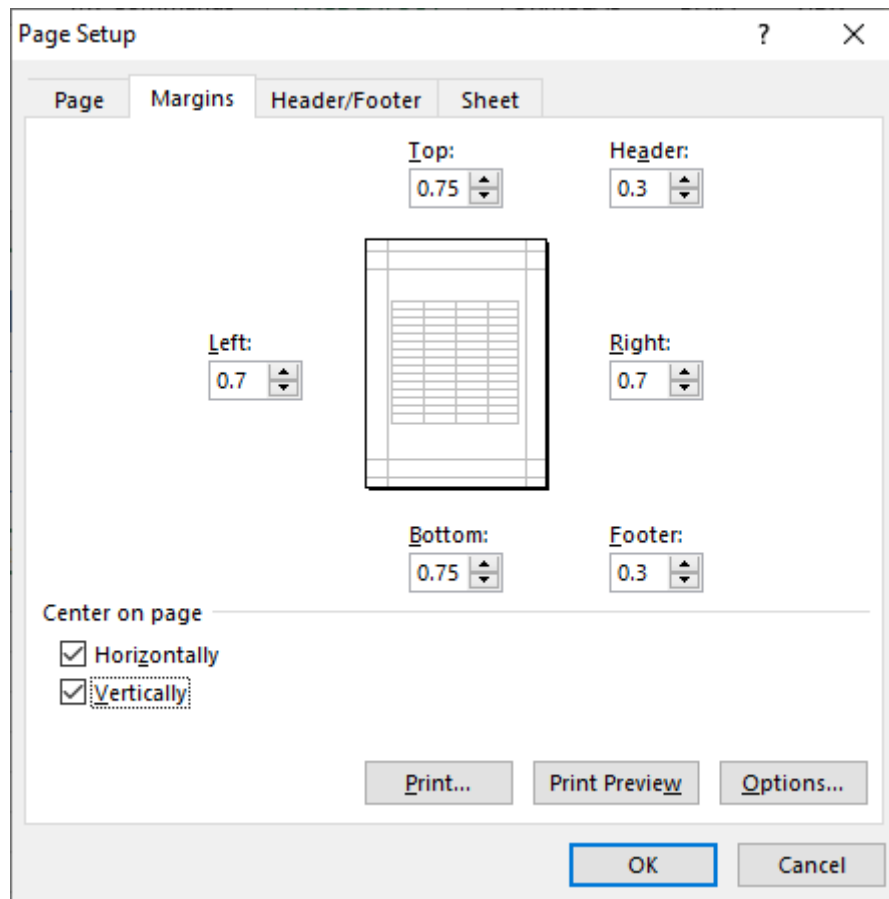 Page Setup ? ×
Page Margins Header/Footer Sheet
Top: Header:
0.75 0.3
Left: Right:
0.7 0.7
Bottom: Footer:
0.75 0.3
Center on page
Horizontally
Vertically
Print... Print Preview Options...
OK Cancel